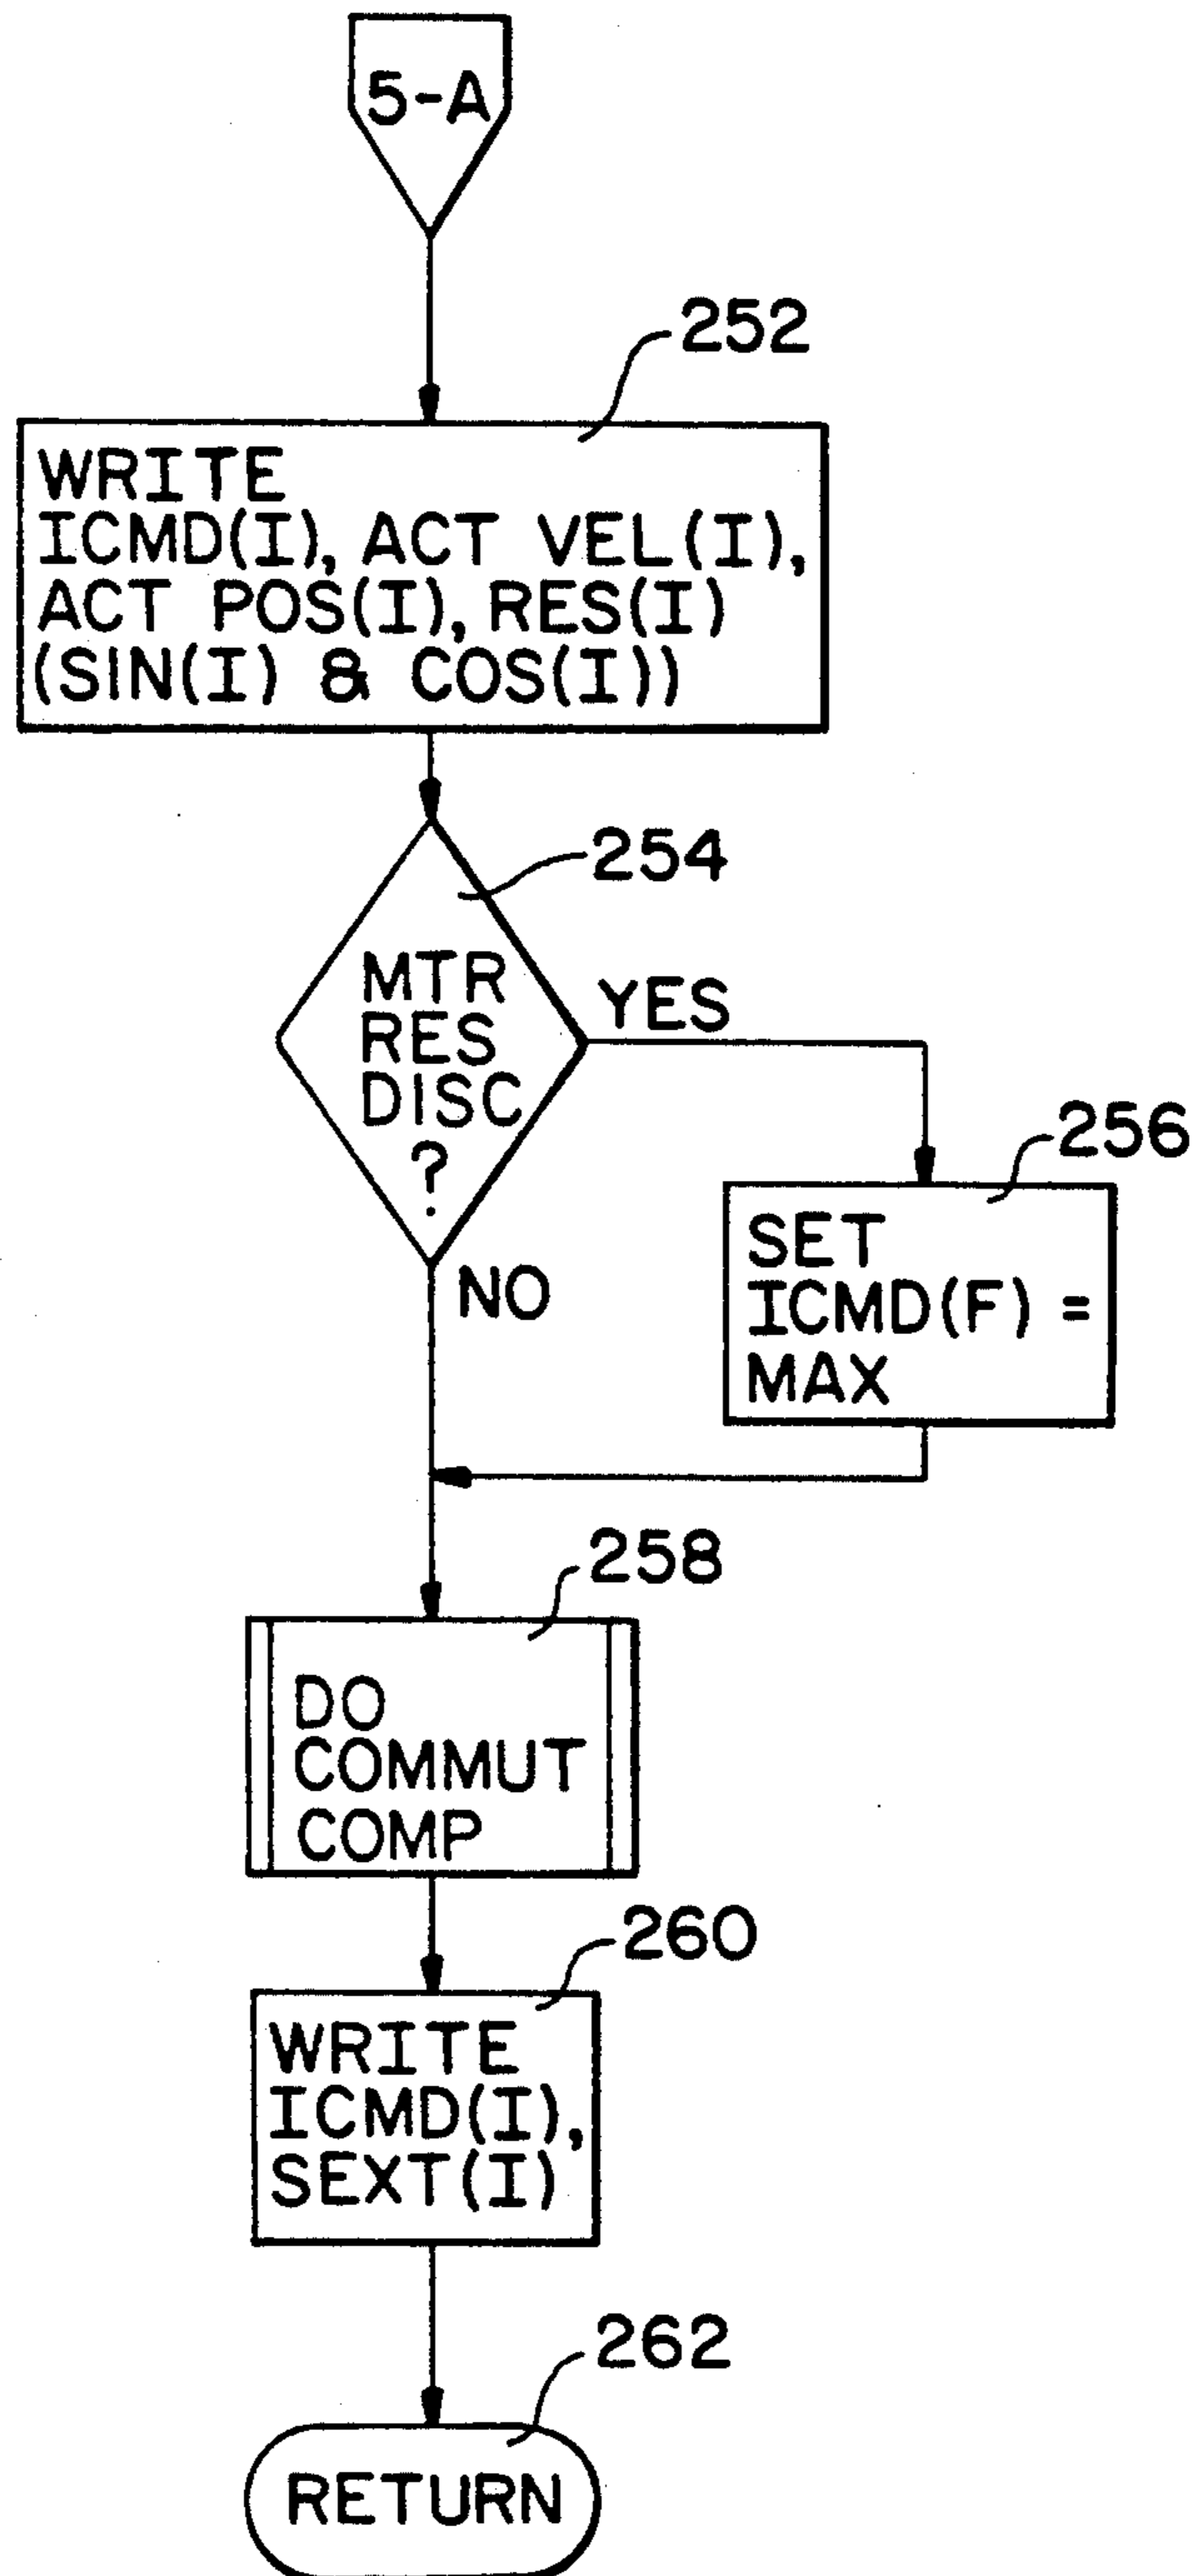 5-A
252
WRITE
ICMD(I), ACT VEL(I),
ACT POS(I), RES(I)
(SIN(I) & COS(I))
254
MTR
RES
DISC
?
YES
NO
256
SET
ICMD(F) =
MAX
258
DO
COMMUT
COMP
260
WRITE
ICMD(I),
SEXT(I)
262
RETURN